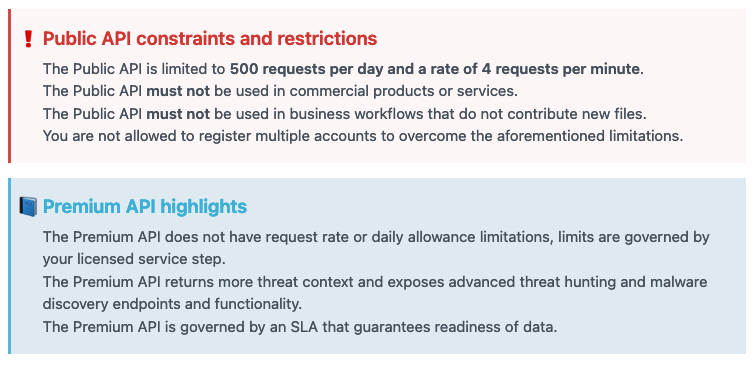 Public API constraints and restrictions
The Public API is limited to 500 requests per day and a rate of 4 requests per minute.
The Public API must not be used in commercial products or services.
The Public API must not be used in business workflows that do not contribute new files.
You are not allowed to register multiple accounts to overcome the aforementioned limitations.
Premium API highlights
The Premium API does not have request rate or daily allowance limitations, limits are governed by
your licensed service step.
The Premium API returns more threat context and exposes advanced threat hunting and malware
discovery endpoints and functionality.
The Premium API is governed by an SLA that guarantees readiness of data.